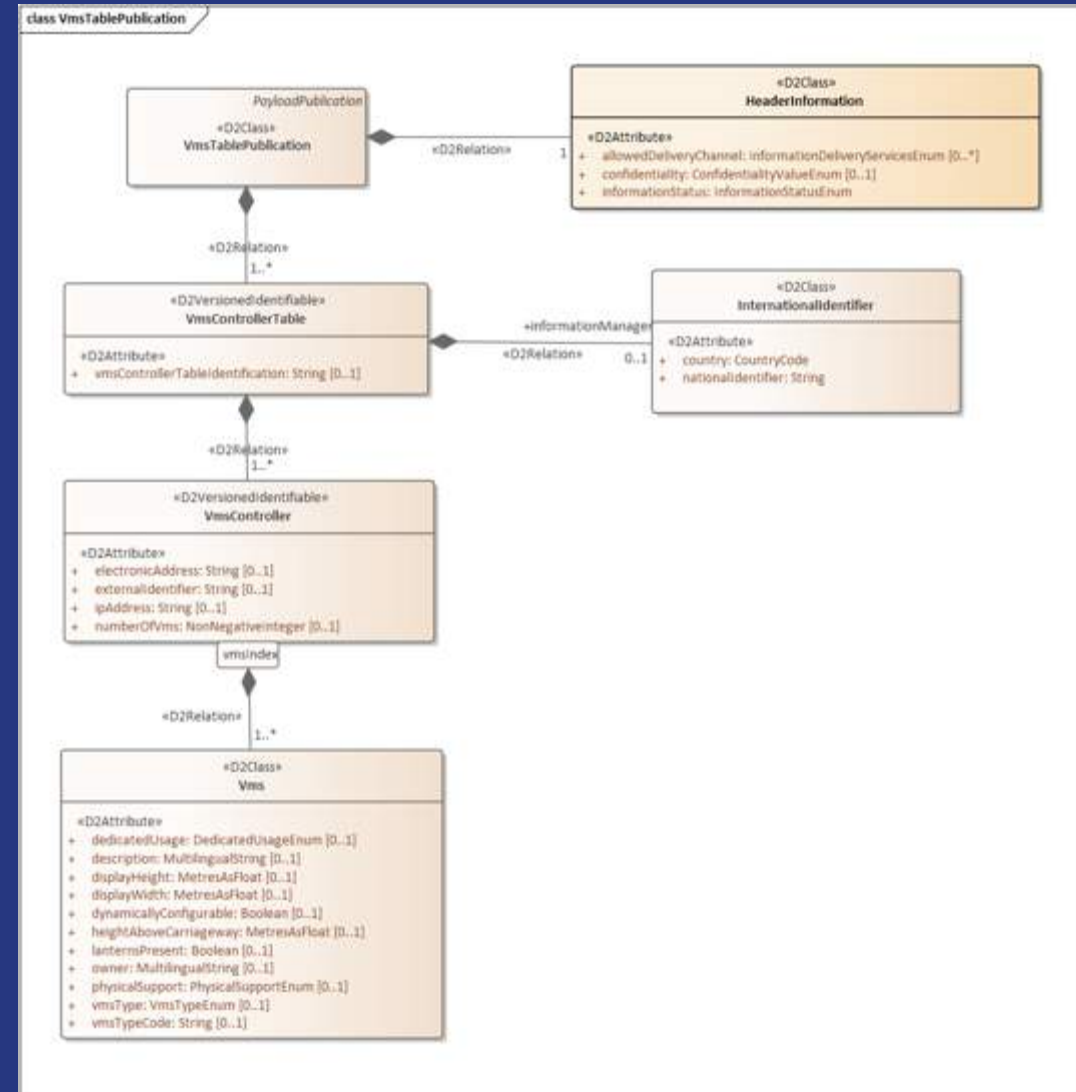 class VmsTablePublication
PayloadPublication
«D2Class»
VmsTablePublication
«D2Relation»
1
«D2Class»
HeaderInformation
«D2Attribute»
+ allowedDeliveryChannel: InformationDeliveryServicesEnum [0..*]
+ confidentiality: ConfidentialityValueEnum [0..1]
+ informationStatus: InformationStatusEnum
«D2Relation»
1..*
«D2VersionedIdentifiable»
VmsControllerTable
«D2Attribute»
+ vmsControllerTableIdentification: String [0..1]
+informationManager
«D2Relation»
0..1
«D2Class»
InternationalIdentifier
«D2Attribute»
+ country: CountryCode
+ nationalIdentifier: String
«D2Relation»
1..*
«D2VersionedIdentifiable»
VmsController
«D2Attribute»
+ electronicAddress: String [0..1]
+ externalIdentifier: String [0..1]
+ ipAddress: String [0..1]
+ numberOfVms: NonNegativeInteger [0..1]
vmsIndex
«D2Relation»
1..*
«D2Class»
Vms
«D2Attribute»
+ dedicatedUsage: DedicatedUsageEnum [0..1]
+ description: MultilingualString [0..1]
+ displayHeight: MetresAsFloat [0..1]
+ displayWidth: MetresAsFloat [0..1]
+ dynamicallyConfigurable: Boolean [0..1]
+ heightAboveCarriageway: MetresAsFloat [0..1]
+ lanternsPresent: Boolean [0..1]
+ owner: MultilingualString [0..1]
+ physicalSupport: PhysicalSupportEnum [0..1]
+ vmsType: VmsTypeEnum [0..1]
+ vmsTypeCode: String [0..1]